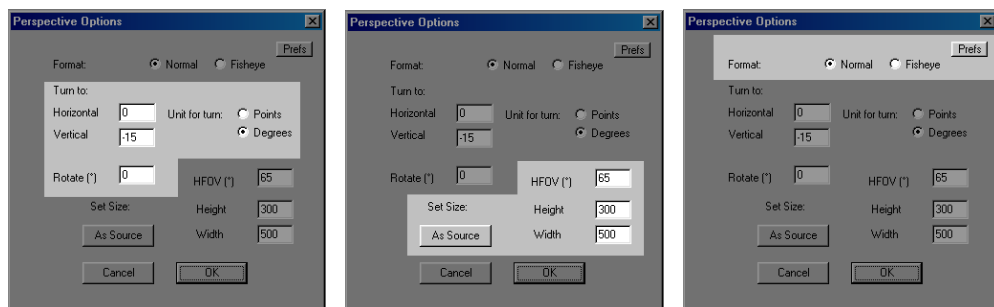 Perspective Options
Prefs
Format: Normal Fisheye
Turn to:
Horizontal 0 Unit for turn: Points
Vertical -15 Degrees
Rotate (°) 0 HFOV (°) 65
Set Size: Height 300
As Source Width 500
Cancel OK
Perspective Options
Prefs
Format: Normal Fisheye
Turn to:
Horizontal 0 Unit for turn: Points
Vertical -15 Degrees
Rotate (°) 0 HFOV (°) 65
Set Size: Height 300
As Source Width 500
Cancel OK
Perspective Options
Prefs
Format: Normal Fisheye
Turn to:
Horizontal 0 Unit for turn: Points
Vertical -15 Degrees
Rotate (°) 0 HFOV (°) 65
Set Size: Height 300
As Source Width 500
Cancel OK